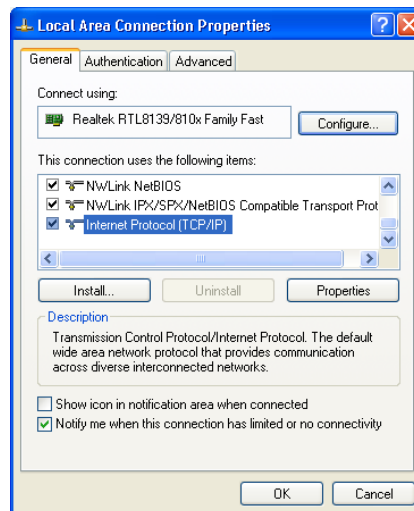 Local Area Connection Properties
General Authentication Advanced
Connect using:
Realtek RTL8139/810x Family Fast
Configure...
This connection uses the following items:
NWLink NetBIOS
NWLink IPX/SPX/NetBIOS Compatible Transport Prot
Internet Protocol (TCP/IP)
Install... Uninstall Properties
Description
Transmission Control Protocol/Internet Protocol. The default
wide area network protocol that provides communication
across diverse interconnected networks.
Show icon in notification area when connected
Notify me when this connection has limited or no connectivity
OK Cancel